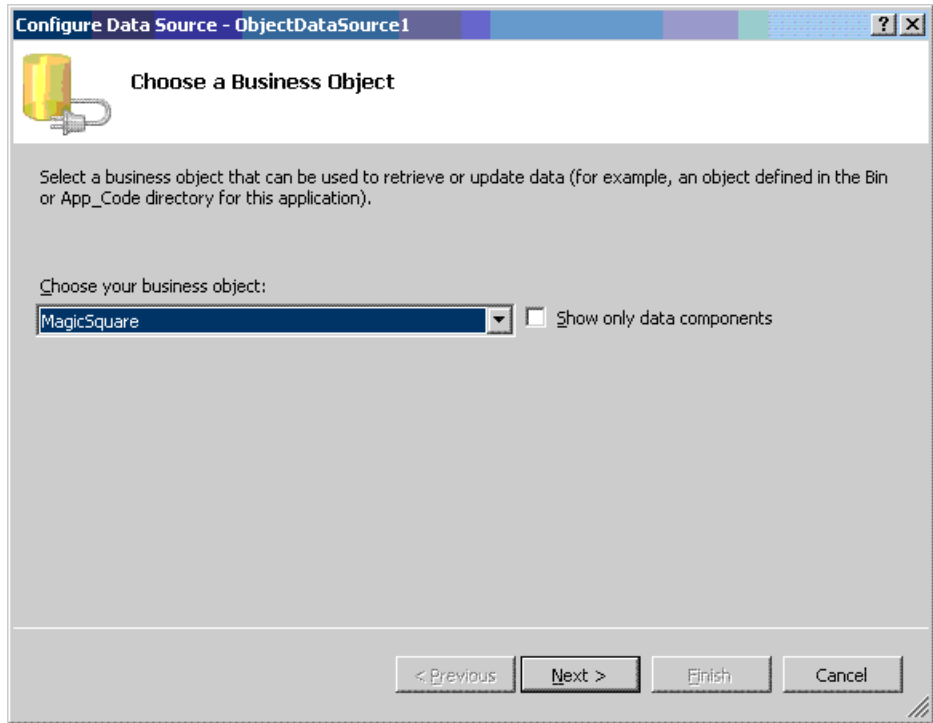 Configure Data Source - ObjectDataSource1
Choose a Business Object
Select a business object that can be used to retrieve or update data (for example, an object defined in the Bin
or App_Code directory for this application).
Choose your business object:
MagicSquare
Show only data components
< Previous
Next >
Finish
Cancel